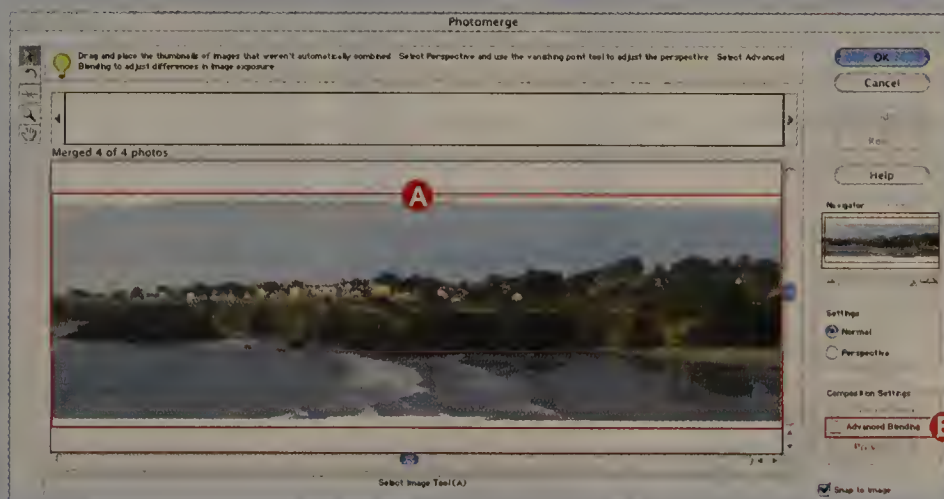 Photomerge
Drag and place the thumbnails of images that weren't automatically combined. Select Perspective and use the vanishing point tool to adjust the perspective. Select Advanced
Blending to adjust differences in image exposure
OK
Cancel
Merged 4 of 4 photos
A
Help
Navigator
Settings
Normal
Perspective
Composition Settings
Advanced Blending
B
Snap to Image
Select Image Tool (A)